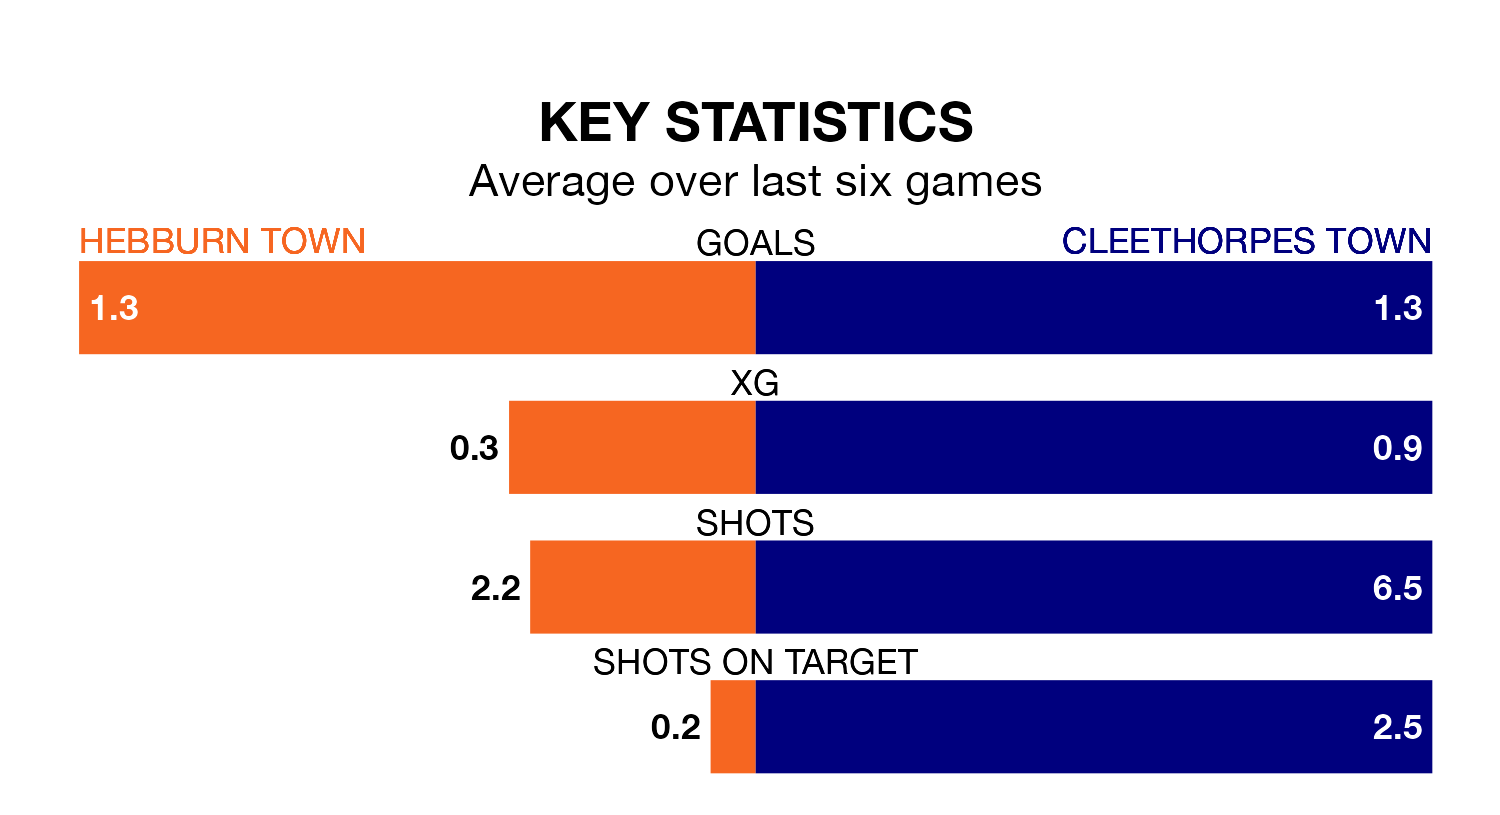 KEY STATISTICS
Average over last six games
HEBBURN TOWN GOALS CLEETHORPES TOWN
1.3 1.3
XG
0.3 0.9
SHOTS
2.2 6.5
SHOTS ON TARGET
0.2 2.5